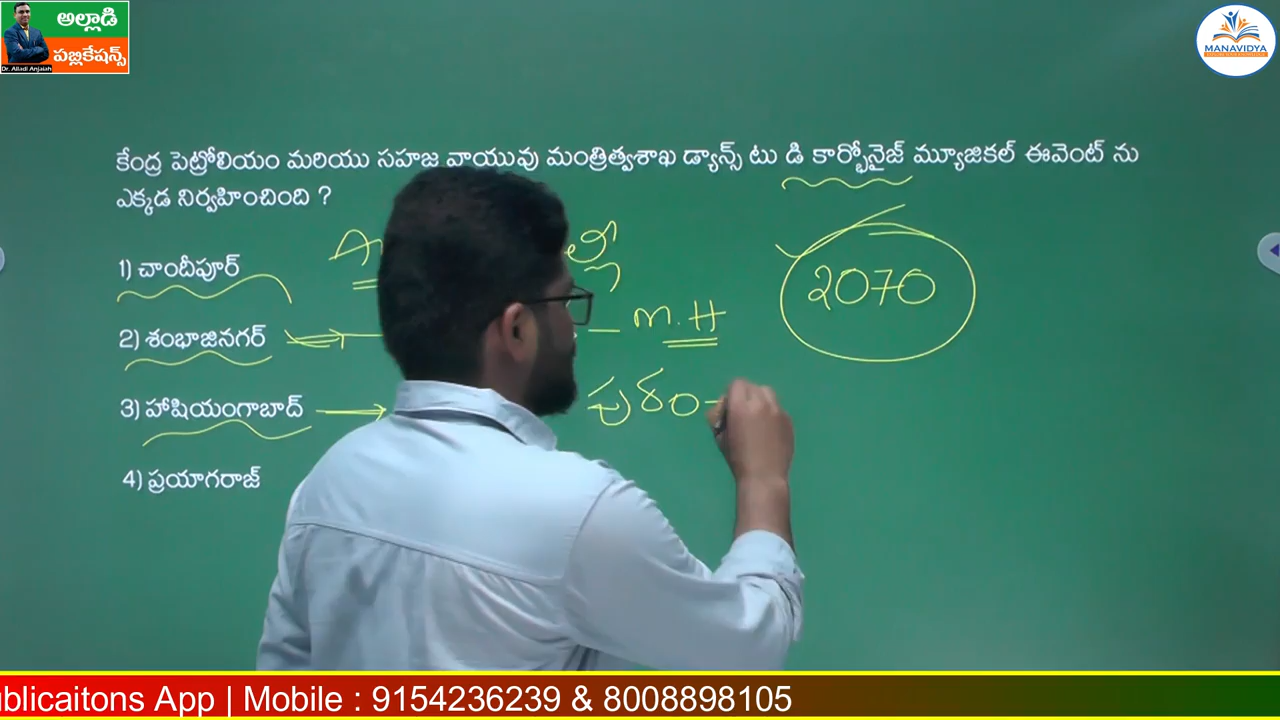 అల్లాడి
పబ్లికేషన్స్
Dr. Alladi Anjaiah
MANAVIDYA
కేంద్ర పెట్రోలియం మరియు సహజ వాయువు మంత్రిత్వశాఖ డ్యాన్స్ టు డి కార్బోనైజ్ మ్యూజికల్ ఈవెంట్ ను
ఎక్కడ నిర్వహించింది ?
1) చాందీపూర్
2) శంభాజినగర్
M.H
2070
3) హాషియంగాబాద్
పురం
4) ప్రయాగరాజ్
ublicaitons App | Mobile : 9154236239 & 8008898105